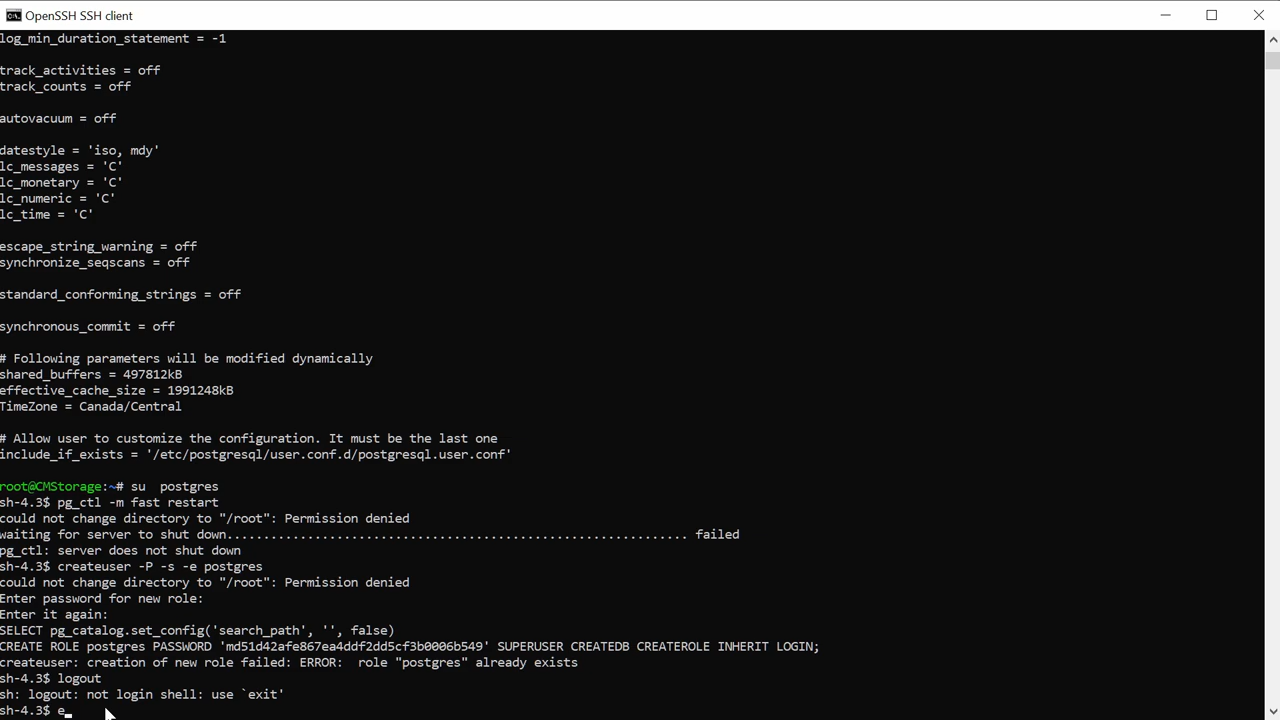 OpenSSH SSH client
log_min_duration_statement = -1
track_activities = off
track_counts = off
autovacuum = off
datestyle = 'iso, mdy'
lc_messages = 'C'
lc_monetary = 'C'
lc_numeric = 'C'
lc_time = 'C'
escape_string_warning = off
synchronize_seqscans = off
standard_conforming_strings = off
synchronous_commit = off
# Following parameters will be modified dynamically
shared_buffers = 497812kB
effective_cache_size = 1991248kB
TimeZone = Canada/Central
# Allow user to customize the configuration. It must be the last one
include_if_exists = '/etc/postgresql/user.conf.d/postgresql.user.conf'
root@CMStorage:~# su  postgres
sh-4.3$ pg_ctl -m fast restart
could not change directory to "/root": Permission denied
waiting for server to shut down............................................................... failed
pg_ctl: server does not shut down
sh-4.3$ createuser -P -s -e postgres
could not change directory to "/root": Permission denied
Enter password for new role:
Enter it again:
SELECT pg_catalog.set_config('search_path', '', false)
CREATE ROLE postgres PASSWORD 'md51d42afe867ea4ddf2dd5cf3b0006b549' SUPERUSER CREATEDB CREATEROLE INHERIT LOGIN;
createuser: creation of new role failed: ERROR:  role "postgres" already exists
sh-4.3$ logout
sh: logout: not login shell: use `exit'
sh-4.3$ e